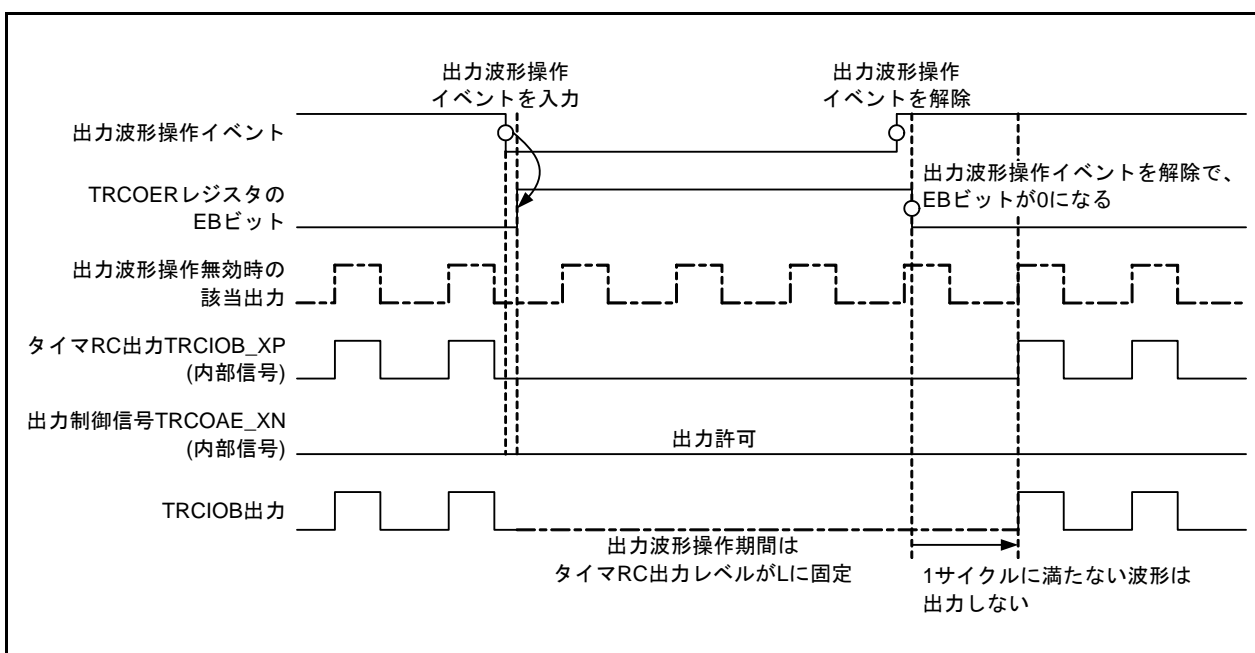 出力波形操作
イベントを入力
出力波形操作
イベントを解除
出力波形操作イベント
出力波形操作イベントを解除で、
EBビットが0になる
TRCOERレジスタの
EBビット
出力波形操作無効時の
該当出力
タイマRC出力TRCIOB_XP
(内部信号)
出力制御信号TRCOAE_XN
(内部信号)
出力許可
TRCIOB出力
出力波形操作期間は
タイマRC出力レベルがLに固定
1サイクルに満たない波形は
出力しない